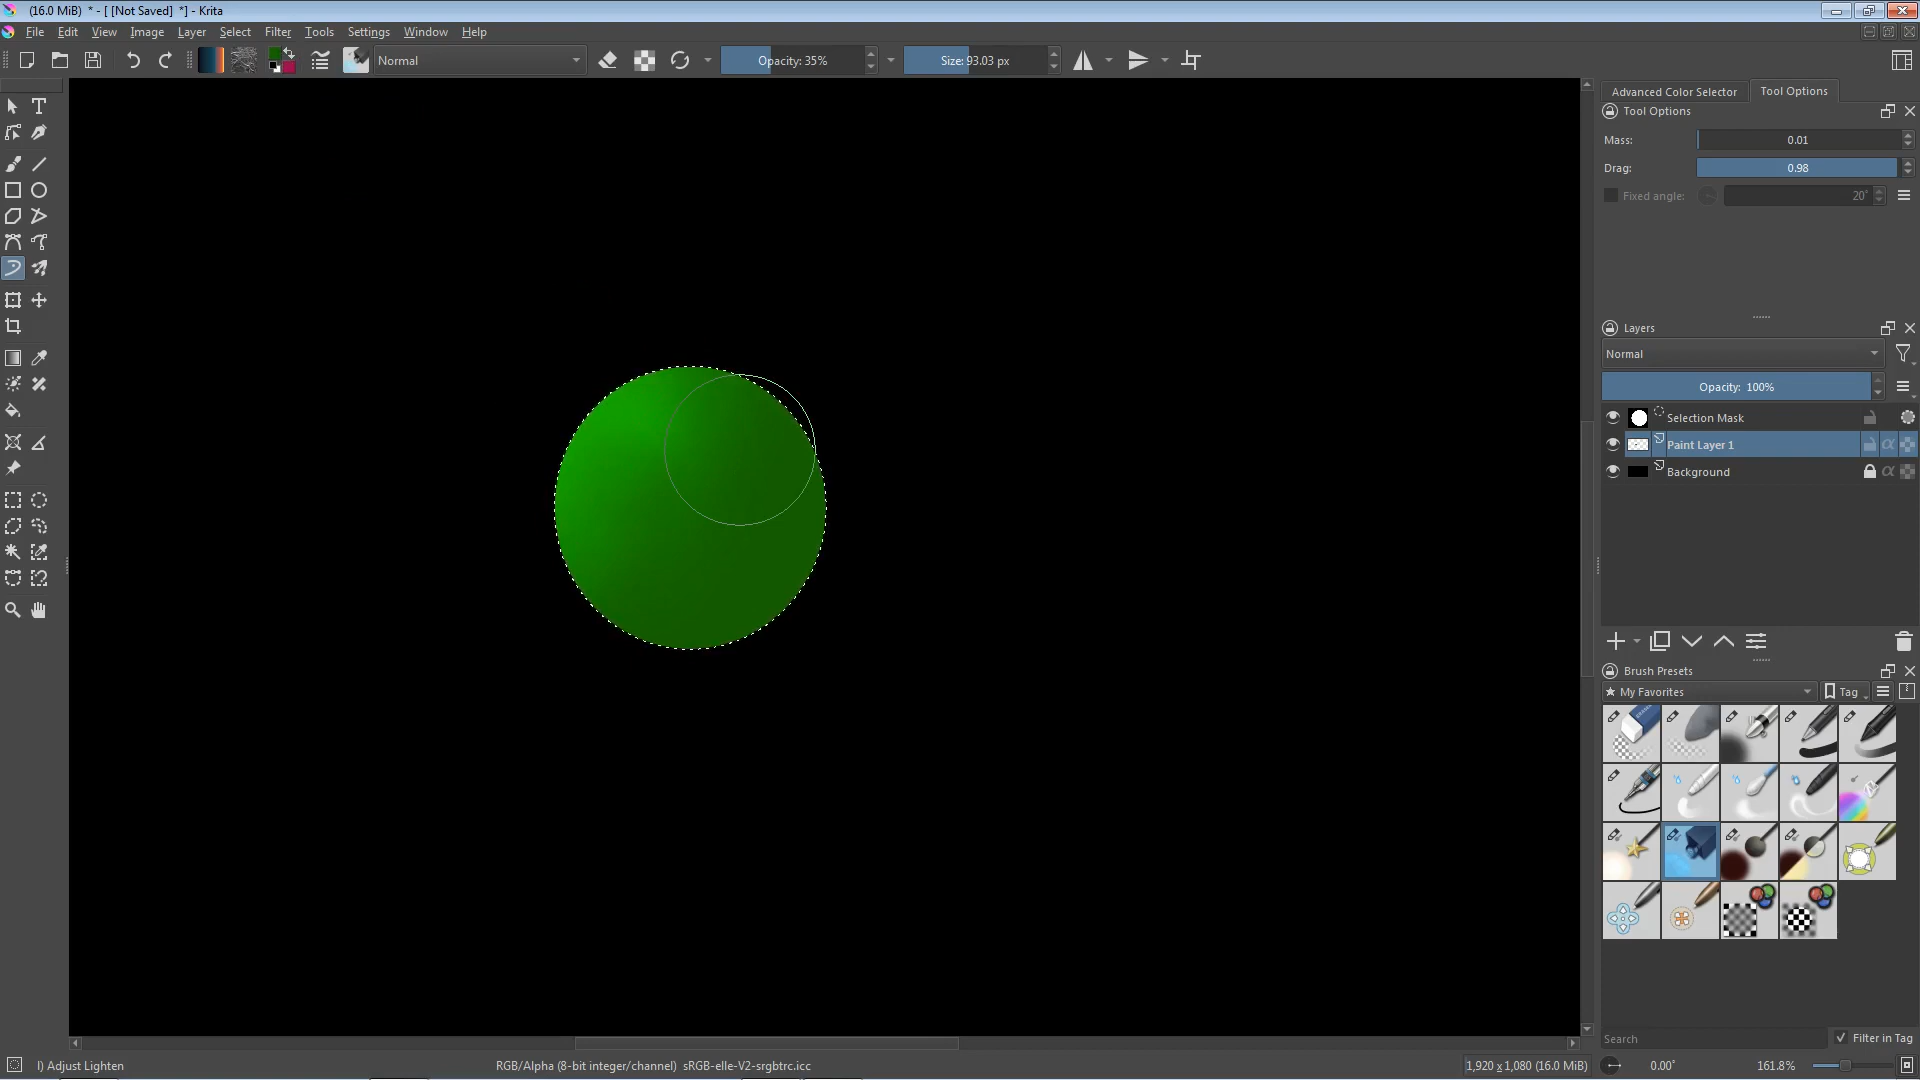 (16.0 MiB)  * - [ [Not Saved]  *] - Krita
File Edit View Image Layer Select Filter Tools Settings Window Help
Normal
Opacity: 35%
Size: 93.03 px
Advanced Color Selector
Tool Options
Tool Options
Mass:
0.01
Drag:
0.98
Fixed angle:
20°
Layers
Normal
Opacity:  100%
Selection Mask
Paint Layer 1
Background
Brush Presets
★ My Favorites
Tag
Search
Filter in Tag
I) Adjust Lighten
RGB/Alpha (8-bit integer/channel)  sRGB-elle-V2-srgbtrc.icc
1,920 x 1,080 (16.0 MiB)
0.00°
161.8%